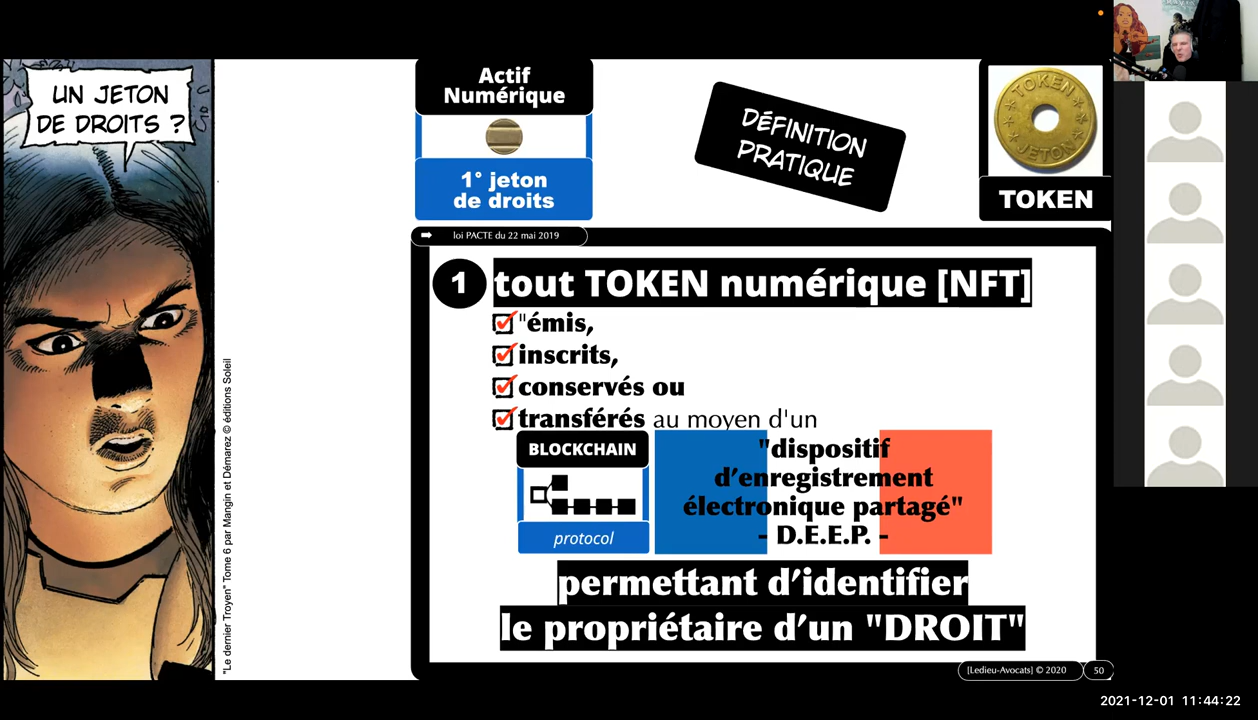 UN JETON
DE DROITS ?
"Le dernier Troyen" Tome 6 par Mangin et Démarez © éditions Soleil
Actif
Numérique
1° jeton
de droits
DÉFINITION
PRATIQUE
TOKEN
JETON
TOKEN
loi PACTE du 22 mai 2019
1 tout TOKEN numérique [NFT]
"émis,
inscrits,
conservés ou
transférés au moyen d'un
BLOCKCHAIN
protocol
"dispositif
d’enregistrement
électronique partagé"
- D.E.E.P. -
permettant d’identifier
le propriétaire d’un "DROIT"
[Ledieu-Avocats] © 2020
50
2021-12-01 11:44:22